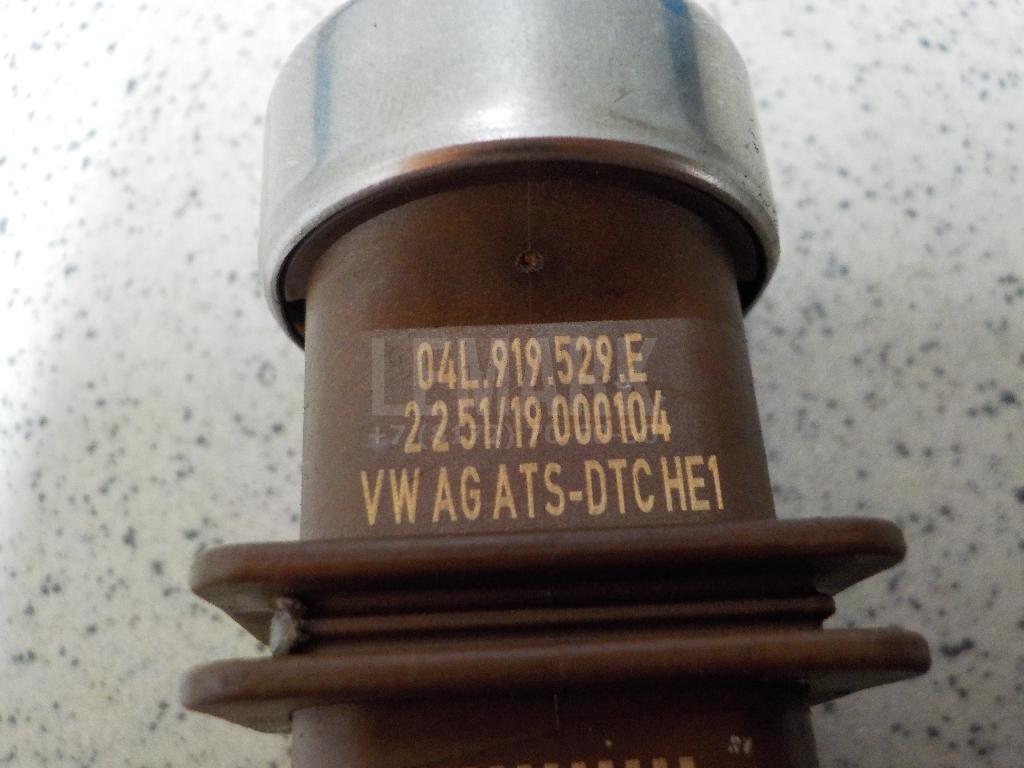 04L.919.529.E
2251/19 000104
VW AG ATS-DTC HE1